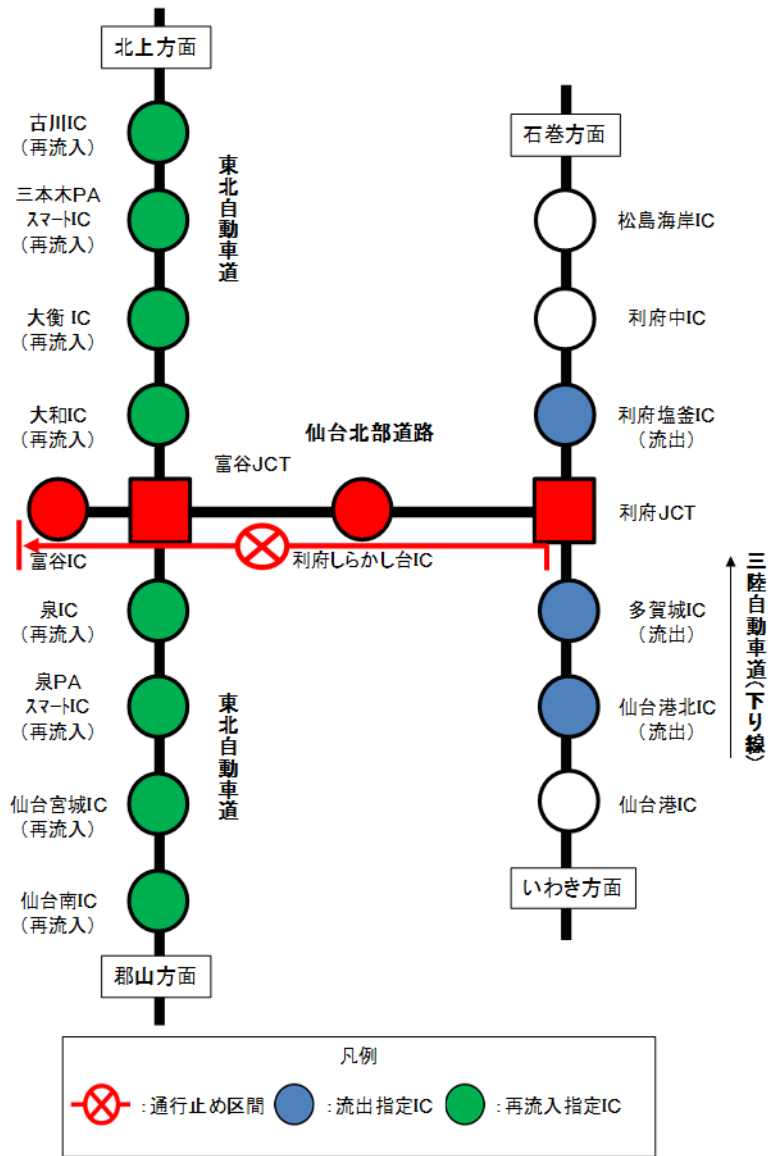 北上方面
古川IC
(再流入)
三本木PA
スマートIC
(再流入)
大衡 IC
(再流入)
大和IC
(再流入)
東北自動車道
石巻方面
松島海岸IC
利府中IC
利府塩釜IC
(流出)
仙台北部道路
富谷JCT
利府JCT
富谷IC
利府しらかし台IC
泉IC
(再流入)
泉PA
スマートIC
(再流入)
仙台宮城IC
(再流入)
仙台南IC
(再流入)
東北自動車道
多賀城IC
(流出)
仙台港北IC
(流出)
仙台港IC
三陸自動車道(下り線)
いわき方面
郡山方面
凡例
:通行止め区間
:流出指定IC
:再流入指定IC